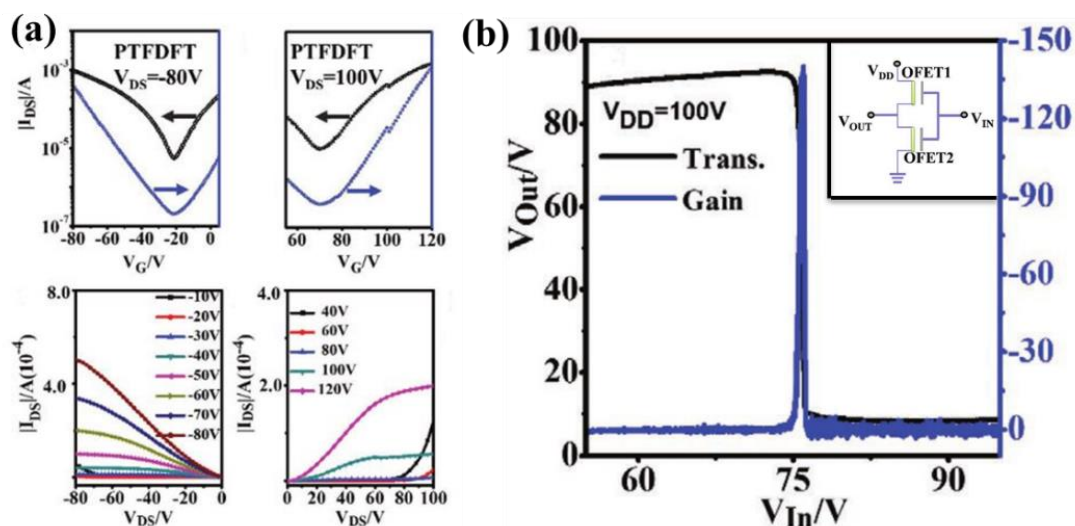 (a)
PTFDFT
V_DS=-80V
|I_DS|/A
10⁻³
10⁻⁵
10⁻⁷
-80 -60 -40 -20 0
V_G/V
PTFDFT
V_DS=100V
60 80 100 120
V_G/V
|I_DS|/A(10⁻⁴)
8.0
4.0
-10V
-20V
-30V
-40V
-50V
-60V
-70V
-80V
-80 -60 -40 -20 0
V_DS/V
|I_DS|/A(10⁻⁴)
4.0
2.0
0.0
40V
60V
80V
100V
120V
0 20 40 60 80 100
V_DS/V
(b)
V_Out/V
100
80
60
40
20
0
V_DD=100V
Trans.
Gain
60 75 90
V_In/V
-150
-120
-90
-60
-30
0
V_DD
OFET1
V_OUT
V_IN
OFET2